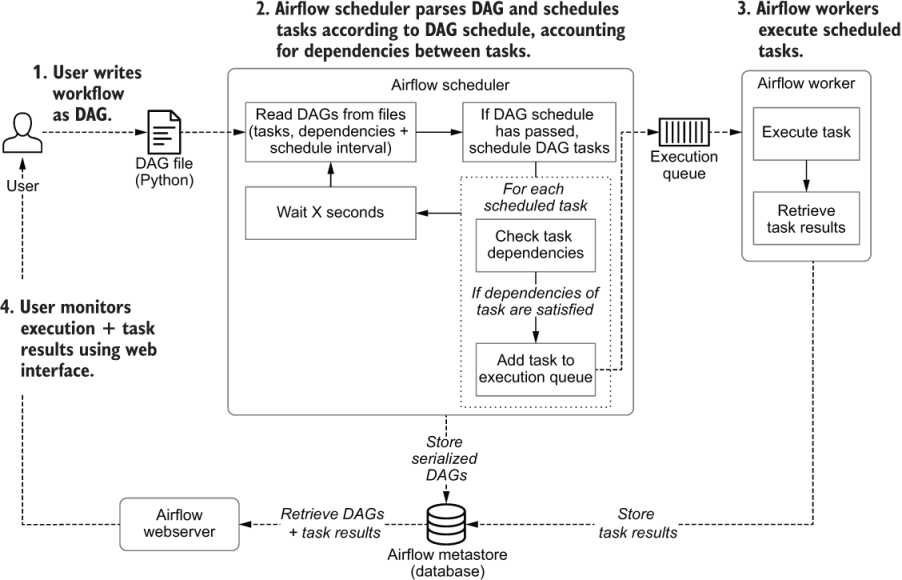 2. Airflow scheduler parses DAG and schedules
tasks according to DAG schedule, accounting
for dependencies between tasks.
3. Airflow workers
execute scheduled
tasks.
1. User writes
workflow
as DAG.
User
DAG file
(Python)
Airflow scheduler
Read DAGs from files
(tasks, dependencies +
schedule interval)
If DAG schedule
has passed,
schedule DAG tasks
Wait X seconds
For each
scheduled task
Check task
dependencies
If dependencies of
task are satisfied
Add task to
execution queue
Execution
queue
Airflow worker
Execute task
Retrieve
task results
4. User monitors
execution + task
results using web
interface.
Store
serialized
DAGs
Airflow
webserver
Retrieve DAGs
+ task results
Airflow metastore
(database)
Store
task results